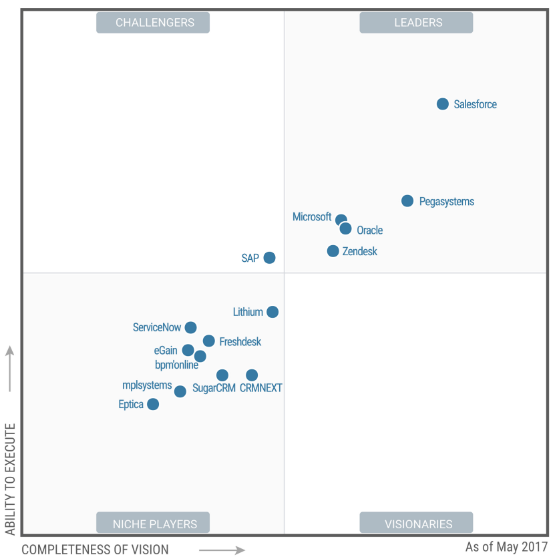 CHALLENGERS
LEADERS
Salesforce
Pegasystems
Microsoft
Oracle
Zendesk
SAP
Lithium
ServiceNow
Freshdesk
eGain
bpm'online
mplsystems
SugarCRM
CRMNEXT
Eptica
NICHE PLAYERS
VISIONARIES
ABILITY TO EXECUTE
COMPLETENESS OF VISION
As of May 2017